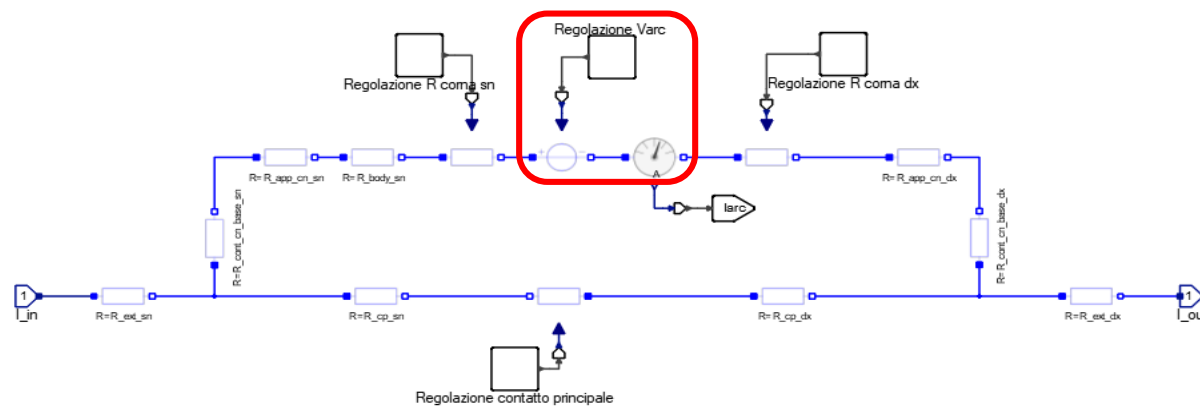 Regolazione Varc
Regolazione R corna sn
Regolazione R corna dx
+
−
A
R=R_app_cn_sn
R=R_body_sn
R=R_app_cn_dx
Iarc
R=R_cont_cn_base_sn
R=R_cont_cn_base_dx
1
I_in
1
I_ou
R=R_ext_sn
R=R_cp_sn
R=R_cp_dx
R=R_ext_dx
Regolazione contatto principale